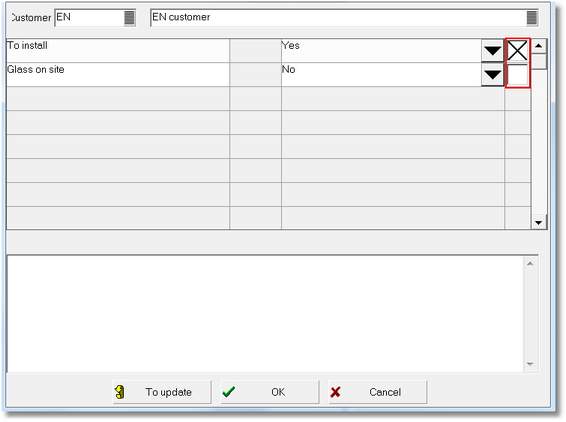 Customer EN EN customer
To install Yes
Glass on site No
To update OK Cancel